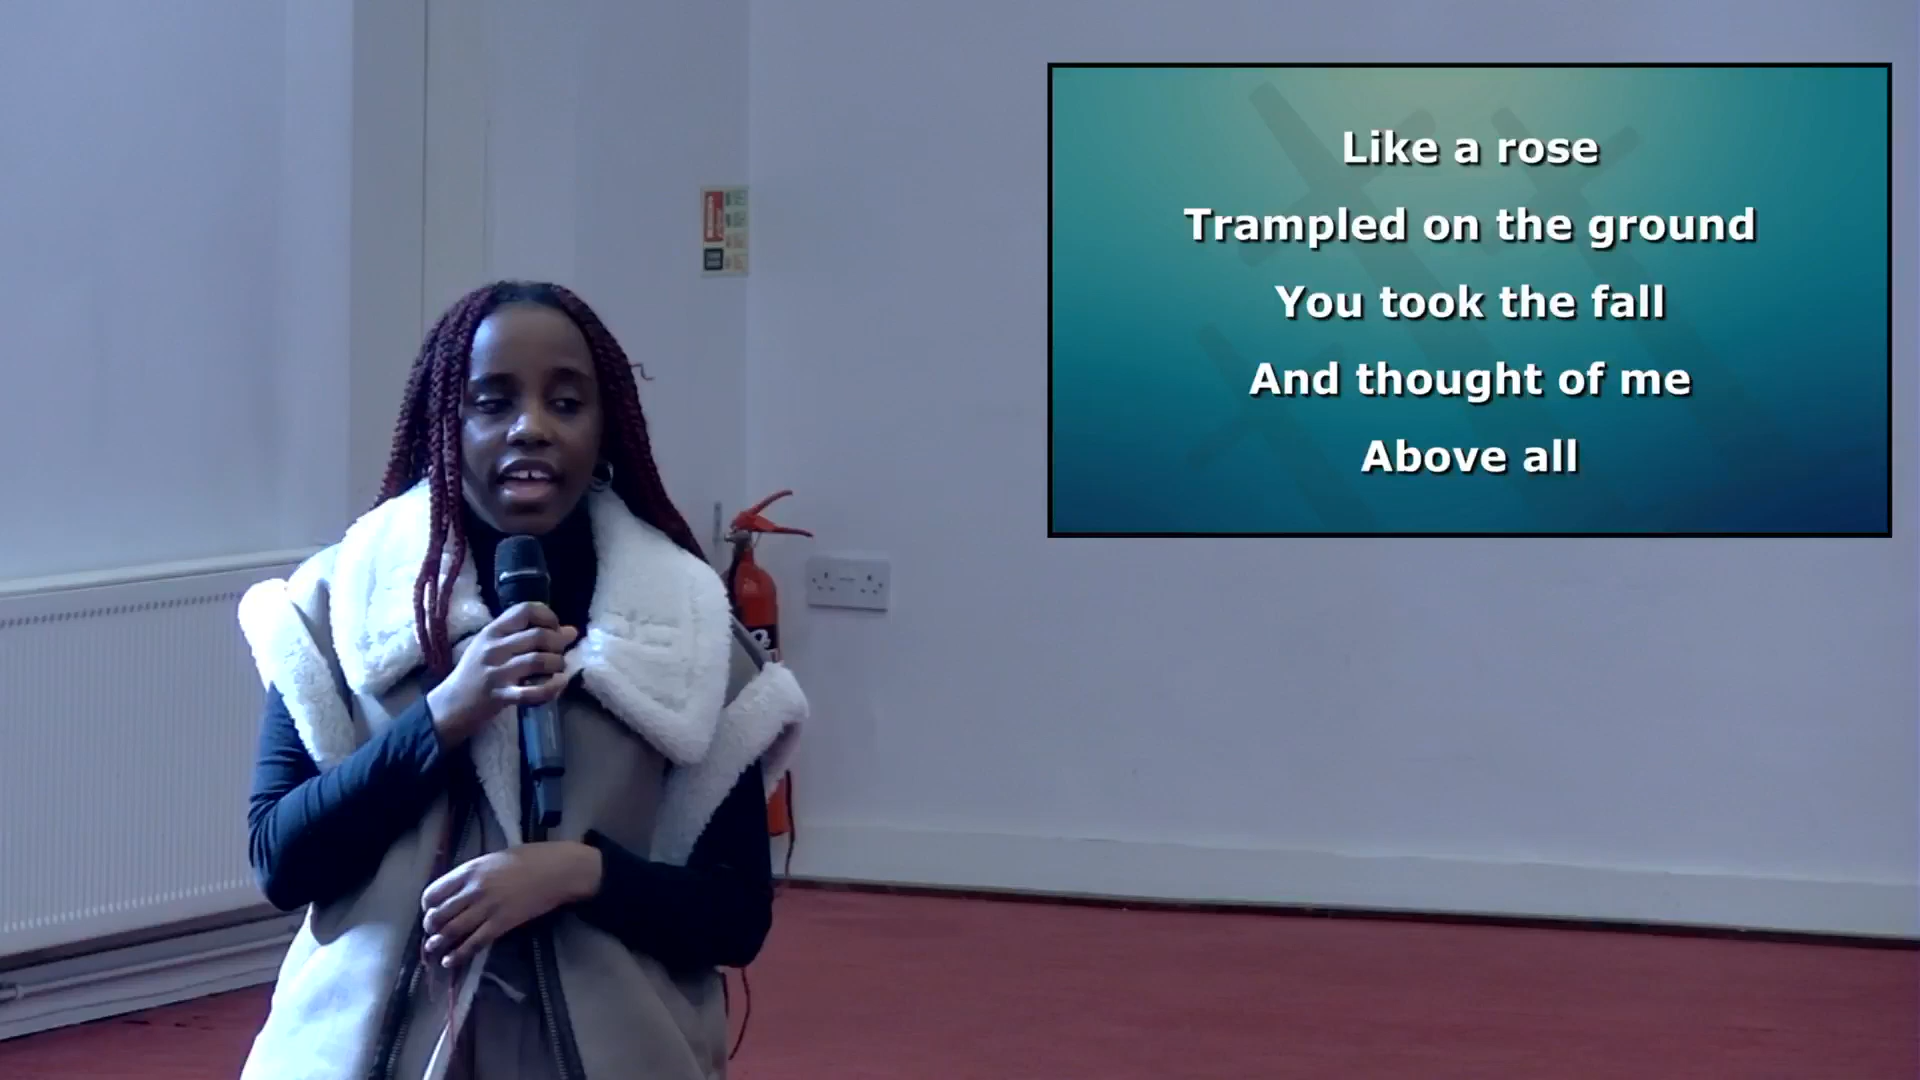 Like a rose
Trampled on the ground
You took the fall
And thought of me
Above all